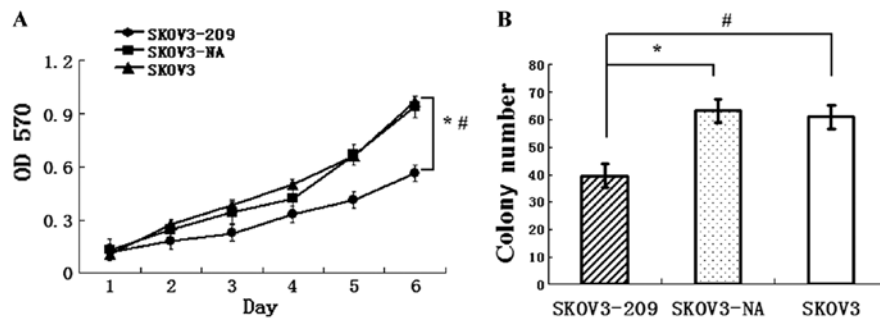 A
SKOV3-209
SKOV3-NA
SKOV3
1.2
0.9
0.6
0.3
0
OD 570
* #
1 2 3 4 5 6
Day
B
#
*
80
70
60
50
40
30
20
10
0
Colony number
SKOV3-209 SKOV3-NA SKOV3